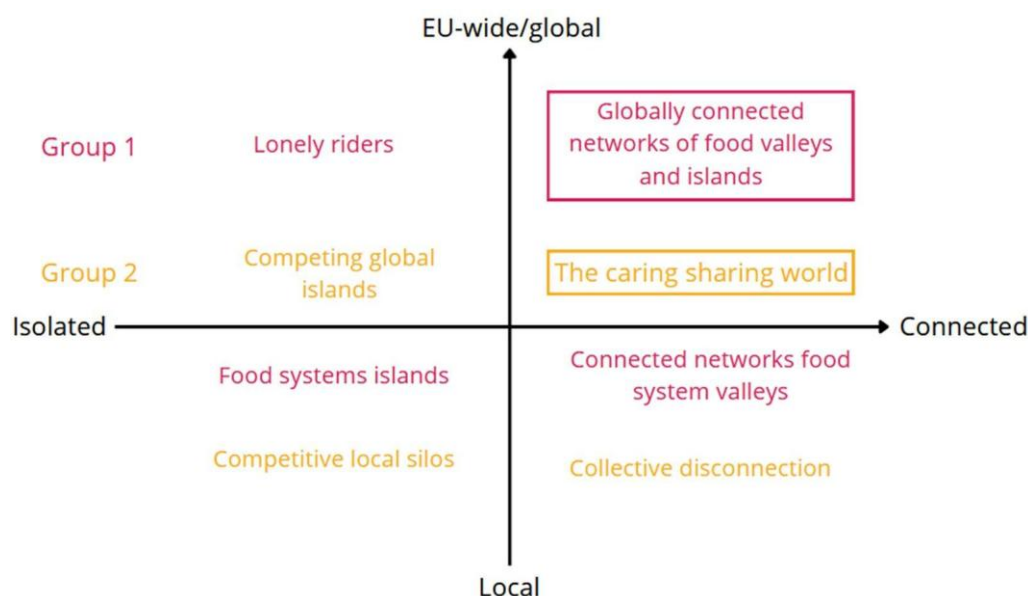 EU-wide/global
Group 1
Lonely riders
Globally connected
networks of food valleys
and islands
Group 2
Competing global
islands
The caring sharing world
Isolated
Connected
Food systems islands
Connected networks food
system valleys
Competitive local silos
Collective disconnection
Local